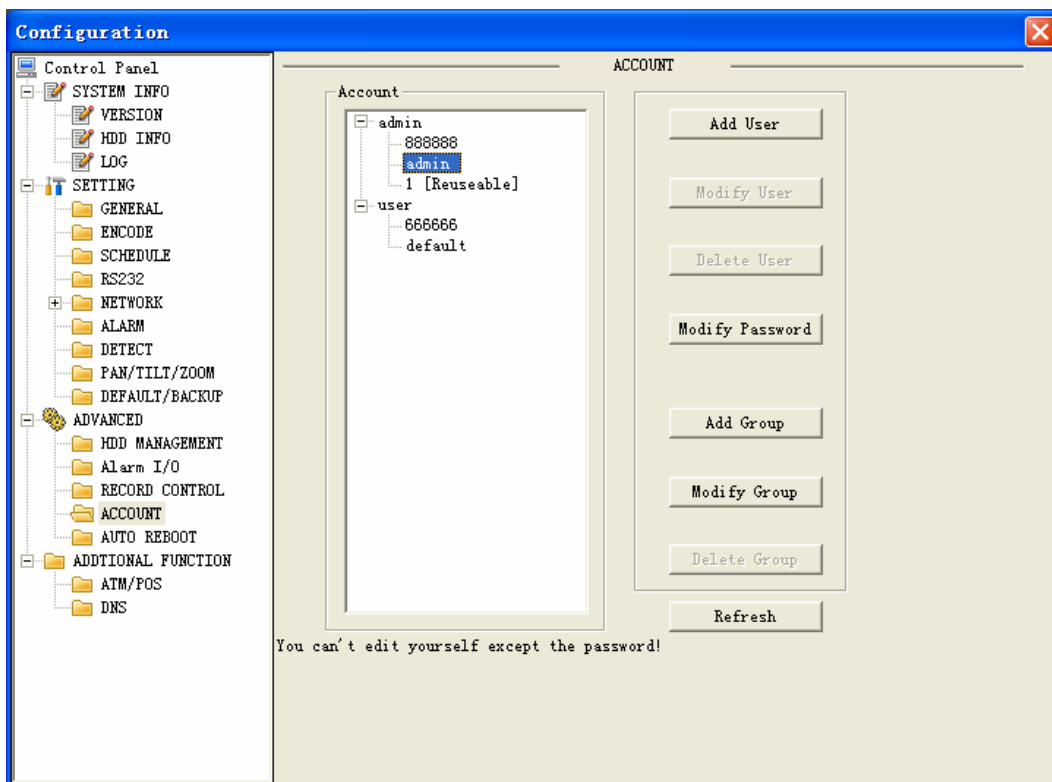 Configuration
Control Panel
SYSTEM INFO
VERSION
HDD INFO
LOG
SETTING
GENERAL
ENCODE
SCHEDULE
RS232
NETWORK
ALARM
DETECT
PAN/TILT/ZOOM
DEFAULT/BACKUP
ADVANCED
HDD MANAGEMENT
Alarm I/O
RECORD CONTROL
ACCOUNT
AUTO REBOOT
ADDTIONAL FUNCTION
ATM/POS
DNS
ACCOUNT
Account
admin
888888
admin
1 [Reuseable]
user
666666
default
Add User
Modify User
Delete User
Modify Password
Add Group
Modify Group
Delete Group
Refresh
You can't edit yourself except the password!